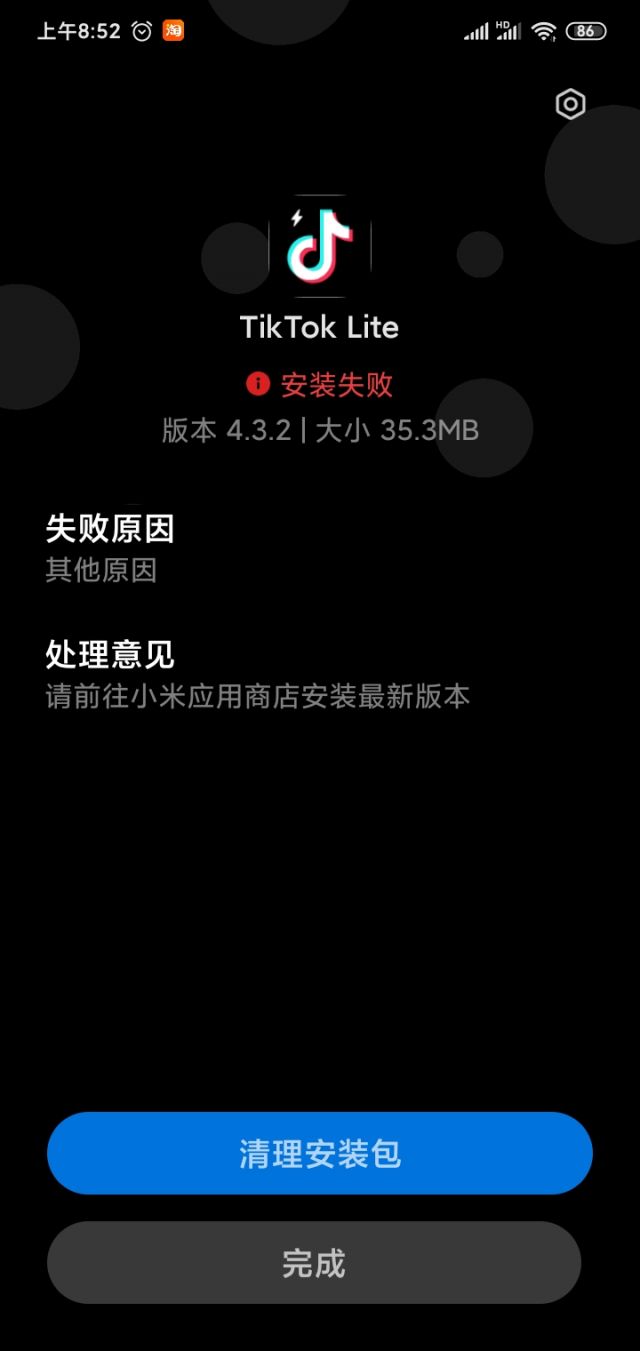 上午8:52 淘 HD 86
TikTok Lite
安装失败
版本 4.3.2 | 大小 35.3MB
失败原因
其他原因
处理意见
请前往小米应用商店安装最新版本
清理安装包
完成